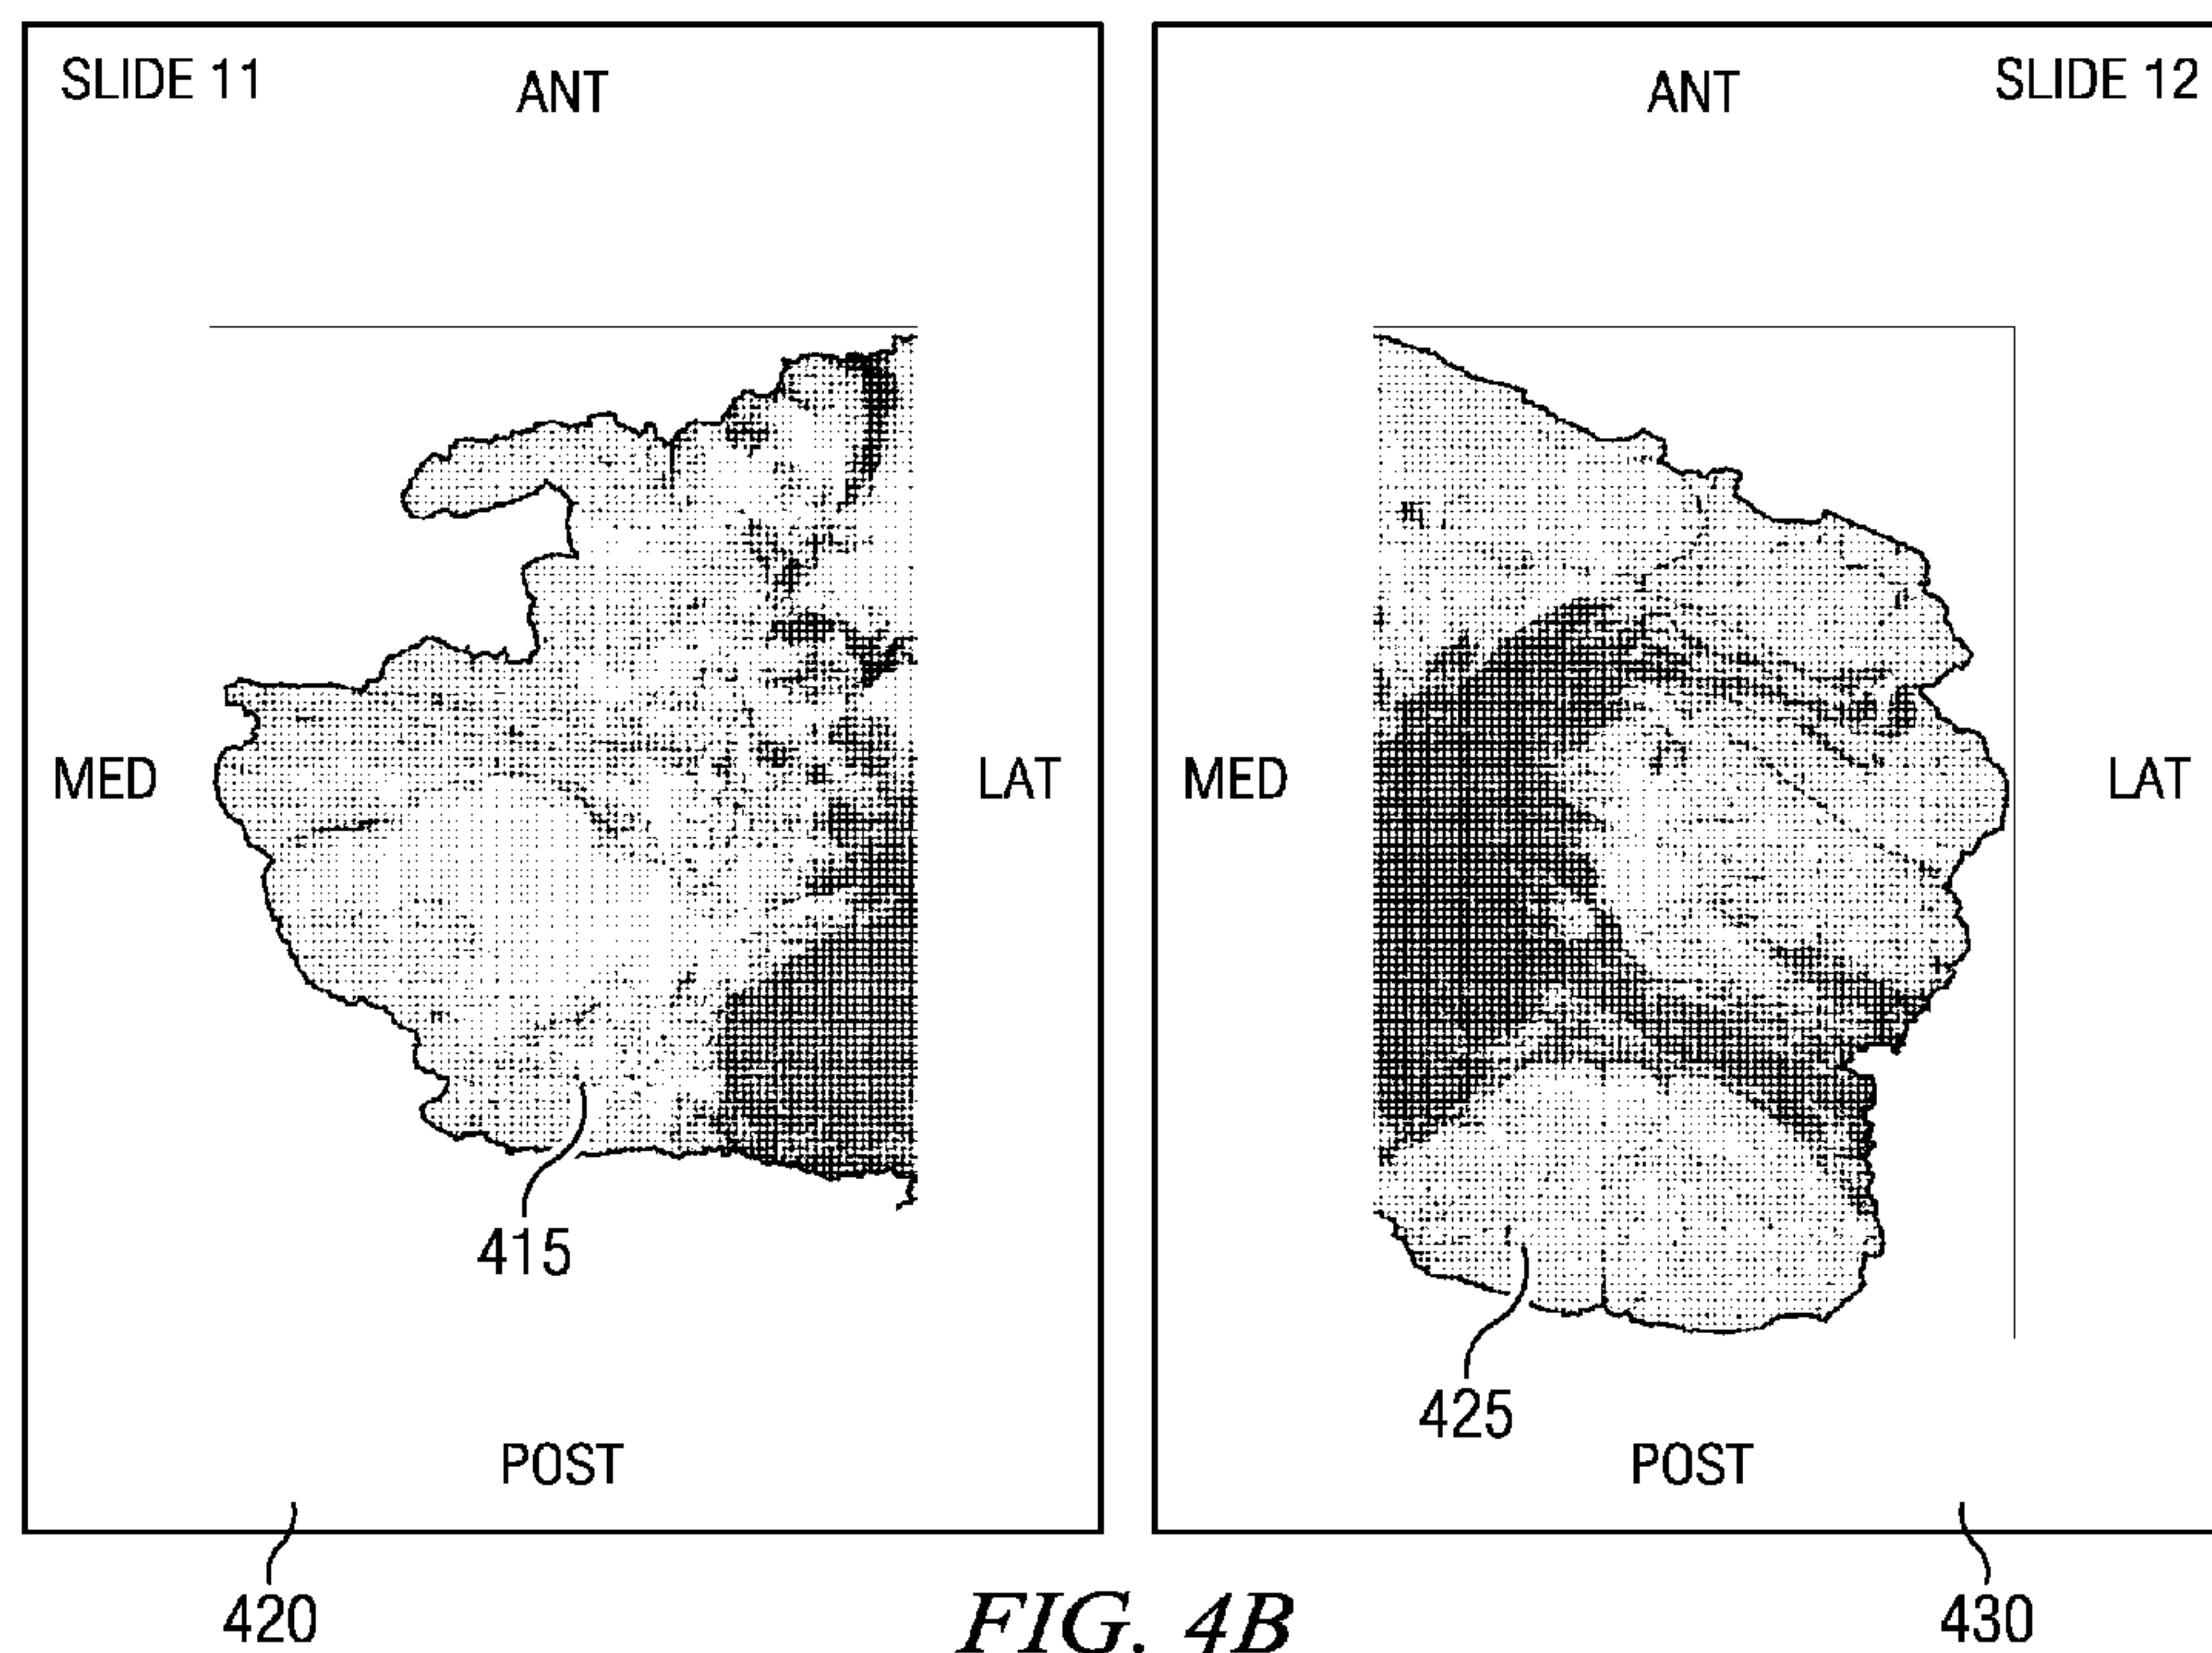 SLIDE 11
ANT
MED
LAT
415
POST
420
ANT
SLIDE 12
MED
LAT
425
POST
430
FIG. 4B